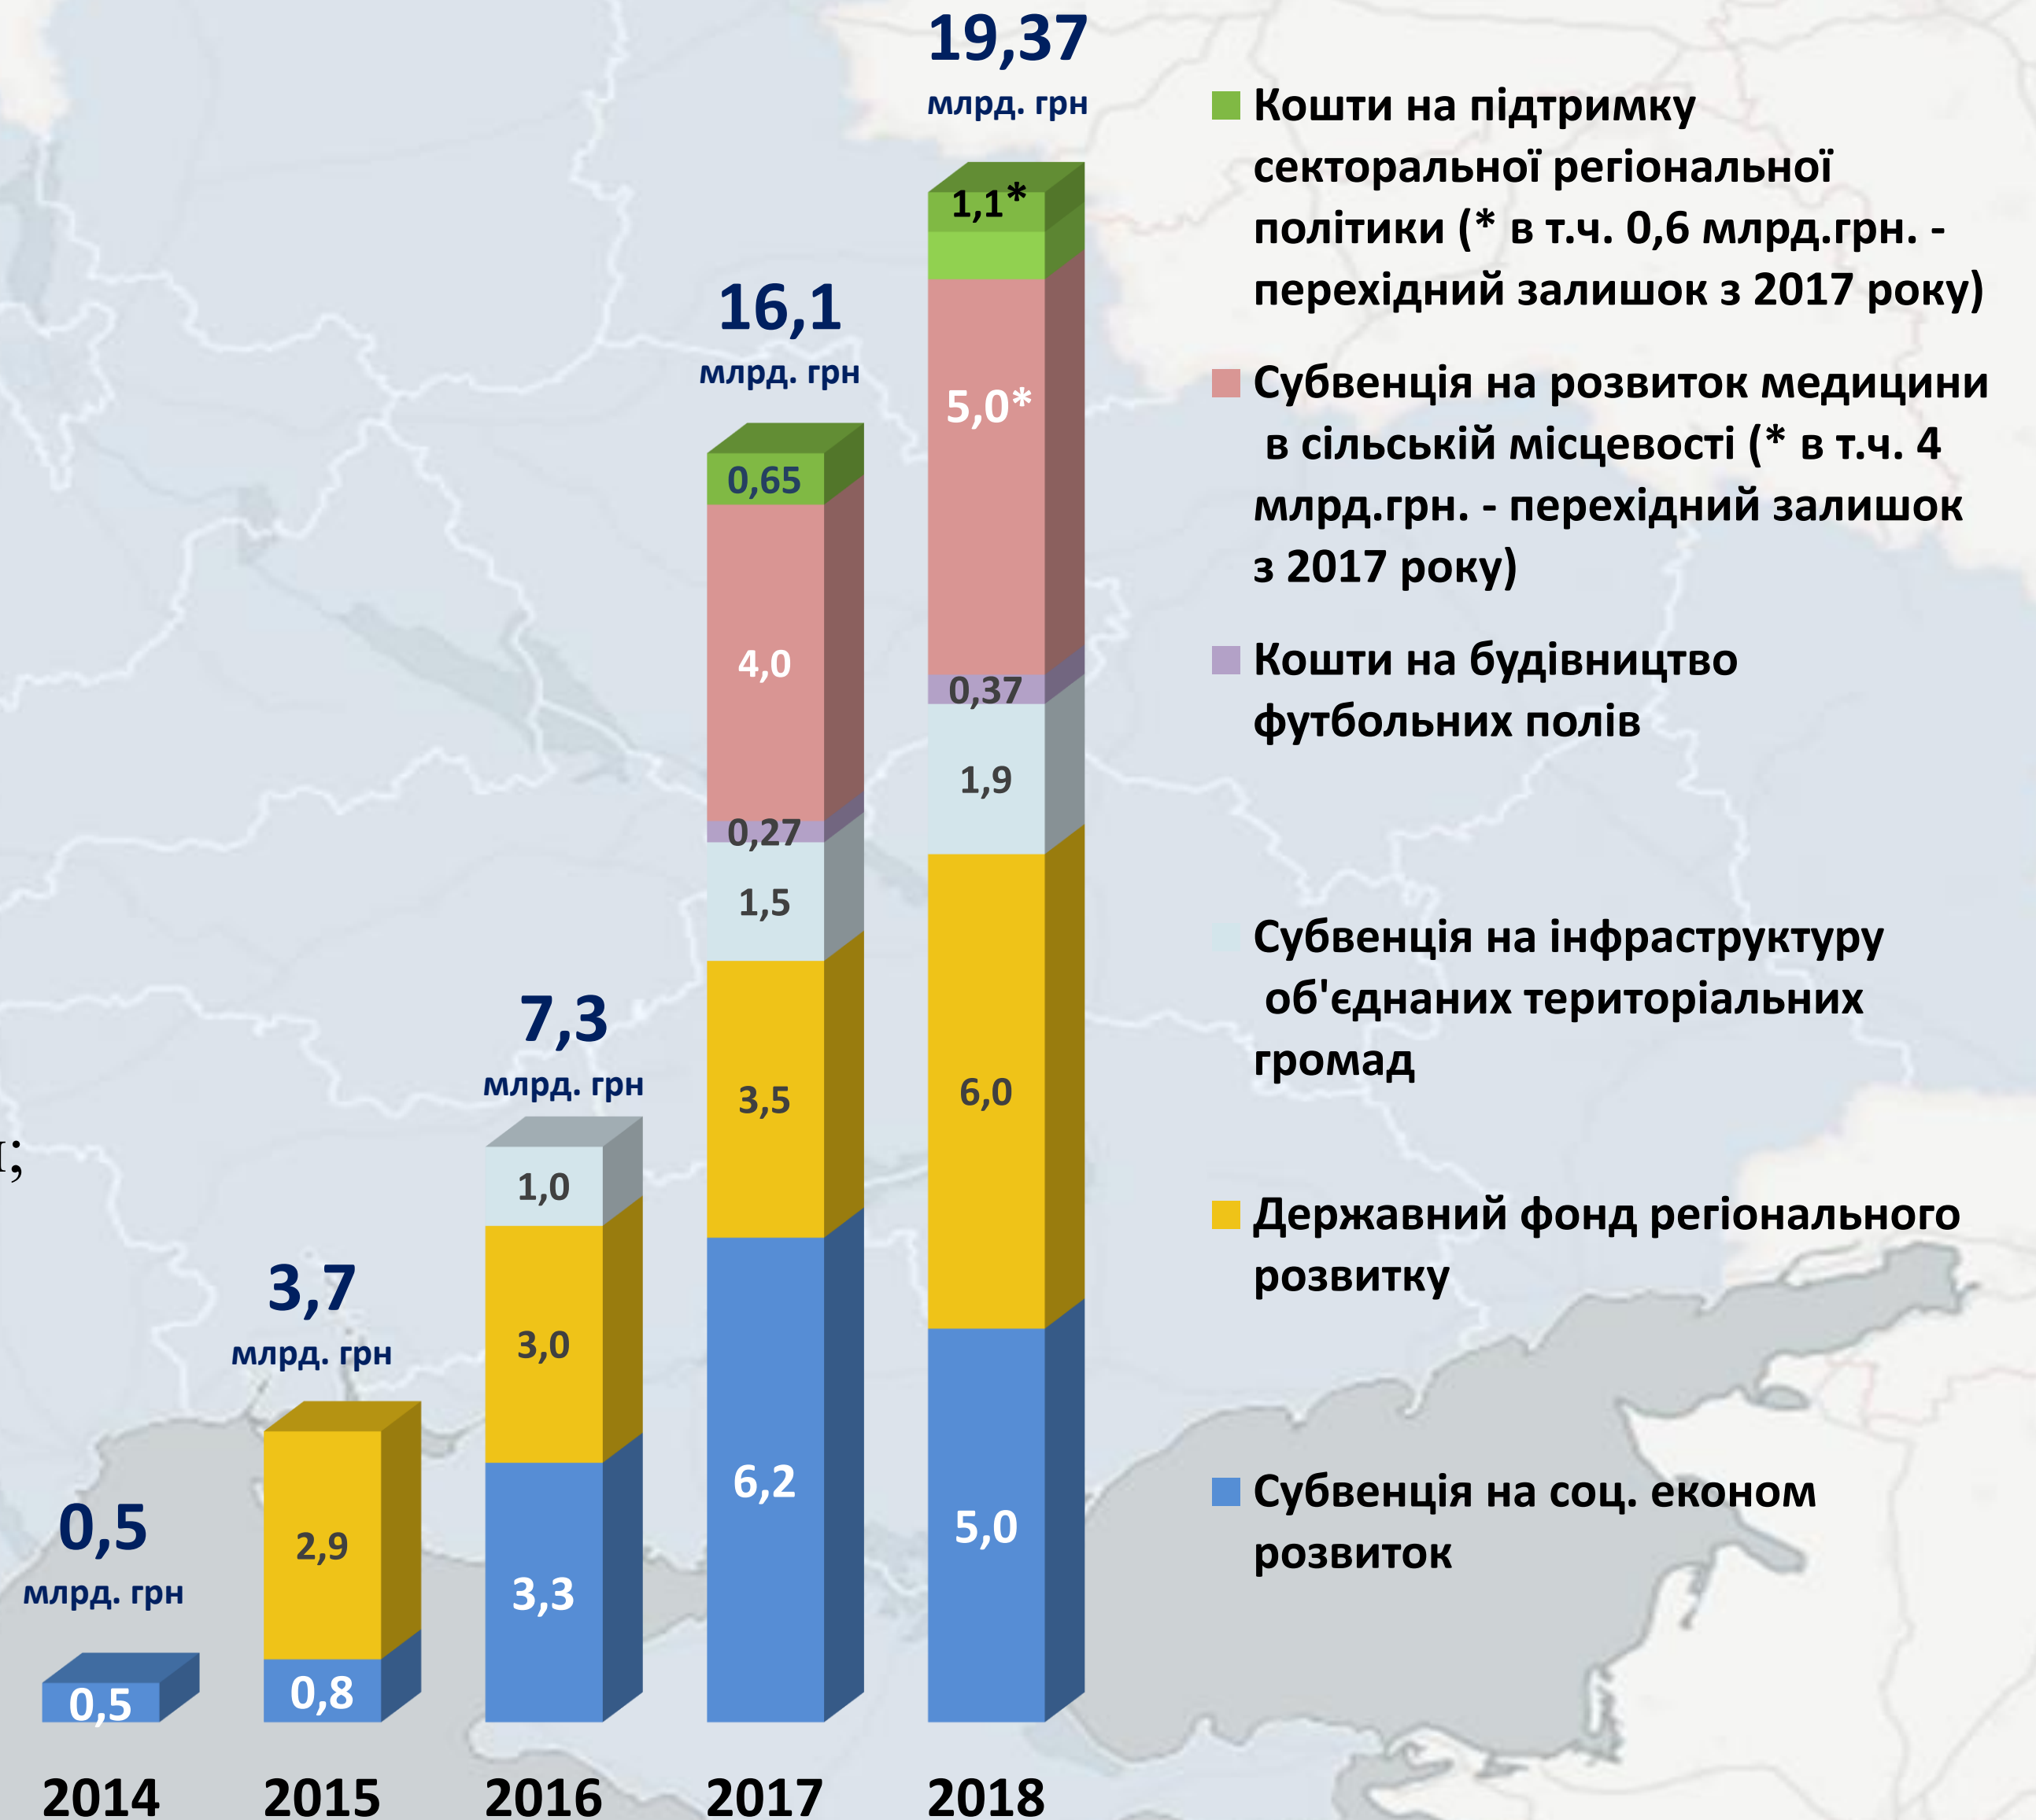 19,37
млрд. грн
1,1*
5,0*
0,37
1,9
6,0
5,0
16,1
млрд. грн
0,65
4,0
0,27
1,5
3,5
6,2
7,3
млрд. грн
1,0
3,0
3,3
3,7
млрд. грн
2,9
0,8
0,5
млрд. грн
0,5
2014 2015 2016 2017 2018
Кошти на підтримку
секторальної регіональної
політики (* в т.ч. 0,6 млрд.грн. -
перехідний залишок з 2017 року)
Субвенція на розвиток медицини
в сільській місцевості (* в т.ч. 4
млрд.грн. - перехідний залишок
з 2017 року)
Кошти на будівництво
футбольних полів
Субвенція на інфраструктуру
об'єднаних територіальних
громад
Державний фонд регіонального
розвитку
Субвенція на соц. економ
розвиток